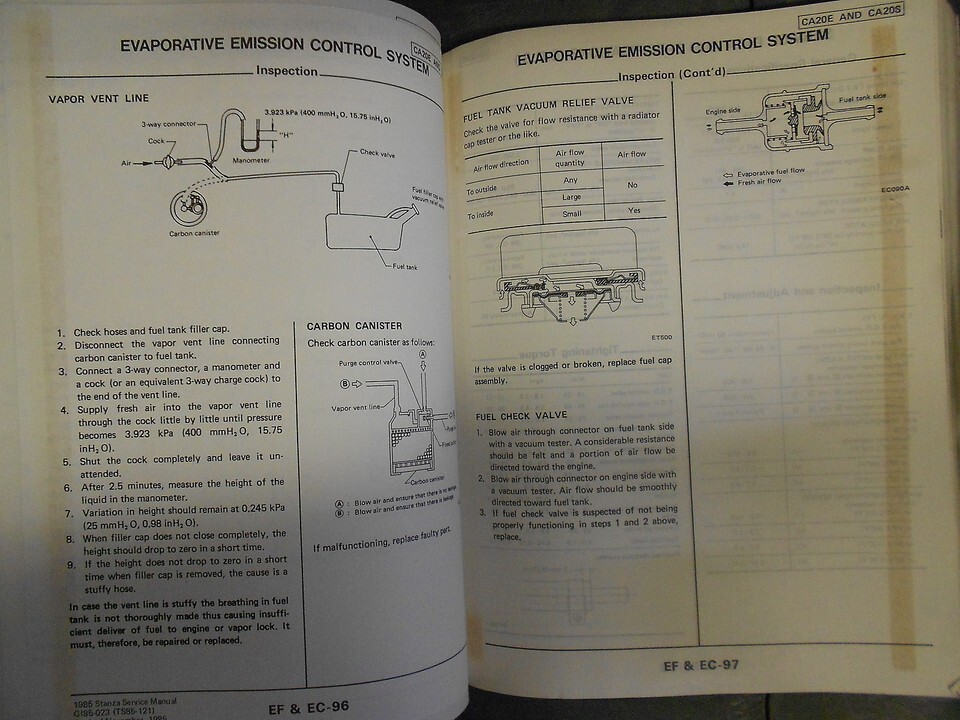 EVAPORATIVE EMISSION CONTROL SYSTEM
CA20E AND
Inspection
VAPOR VENT LINE
3.923 kPa (400 mmH₂O, 15.75 inH₂O)
3-way connector
"H"
Cock
Manometer
Air
Check valve
Fuel filler cap with
vacuum relief valve
Carbon canister
Fuel tank
1. Check hoses and fuel tank filler cap.
2. Disconnect the vapor vent line connecting
carbon canister to fuel tank.
3. Connect a 3-way connector, a manometer and
a cock (or an equivalent 3-way charge cock) to
the end of the vent line.
4. Supply fresh air into the vapor vent line
through the cock little by little until pressure
becomes 3.923 kPa (400 mmH₂O, 15.75
inH₂O).
5. Shut the cock completely and leave it un-
attended.
6. After 2.5 minutes, measure the height of the
liquid in the manometer.
7. Variation in height should remain at 0.245 kPa
(25 mmH₂O, 0.98 inH₂O).
8. When filler cap does not close completely, the
height should drop to zero in a short time.
9. If the height does not drop to zero in a short
time when filler cap is removed, the cause is a
stuffy hose.
In case the vent line is stuffy the breathing in fuel
tank is not thoroughly made thus causing insuffi-
cient deliver of fuel to engine or vapor lock. It
must, therefore, be repaired or replaced.
CARBON CANISTER
Check carbon canister as follows:
A
Purge control valve
B
Vapor vent line
Carbon canister
A : Blow air and ensure that there is no leakage
B : Blow air and ensure that there is leakage
If malfunctioning, replace faulty part.
1985 Stanza Service Manual
EF & EC-96
CA20E AND CA20S
EVAPORATIVE EMISSION CONTROL SYSTEM
Inspection (Cont'd)
FUEL TANK VACUUM RELIEF VALVE
Check the valve for flow resistance with a radiator
cap tester or the like.
Air flow direction Air flow quantity Air flow
To outside Any No
To inside Large
Small Yes
ET500
If the valve is clogged or broken, replace fuel cap
assembly.
FUEL CHECK VALVE
1. Blow air through connector on fuel tank side
with a vacuum tester. A considerable resistance
should be felt and a portion of air flow be
directed toward the engine.
2. Blow air through connector on engine side with
a vacuum tester. Air flow should be smoothly
directed toward fuel tank.
3. If fuel check valve is suspected of not being
properly functioning in steps 1 and 2 above,
replace.
Engine side
Fuel tank side
Evaporative fuel flow
Fresh air flow
EC090A
EF & EC-97